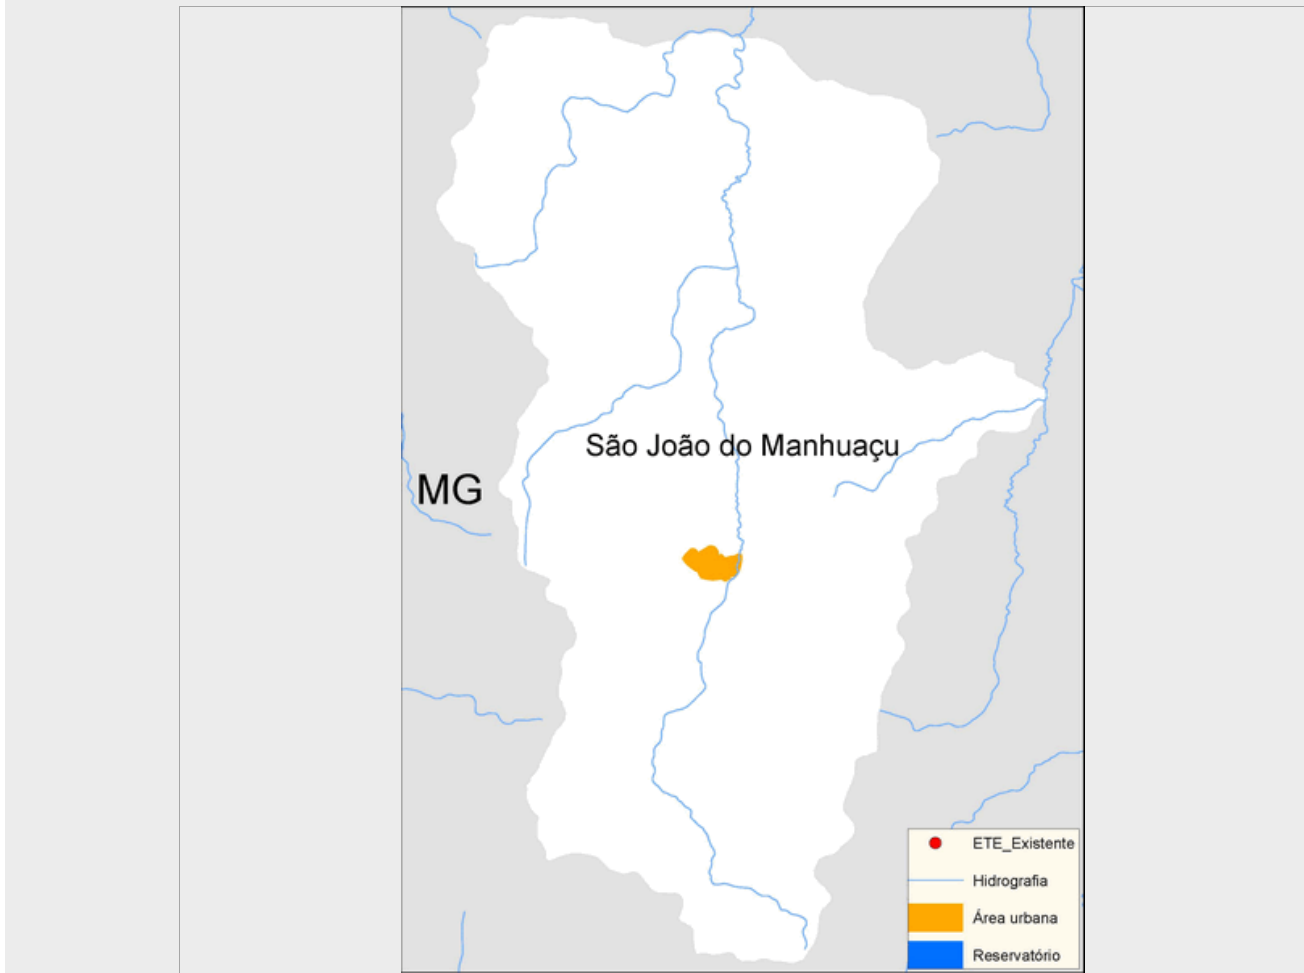 São João do Manhuaçu
MG
ETE_Existente
Hidrografia
Área urbana
Reservatório